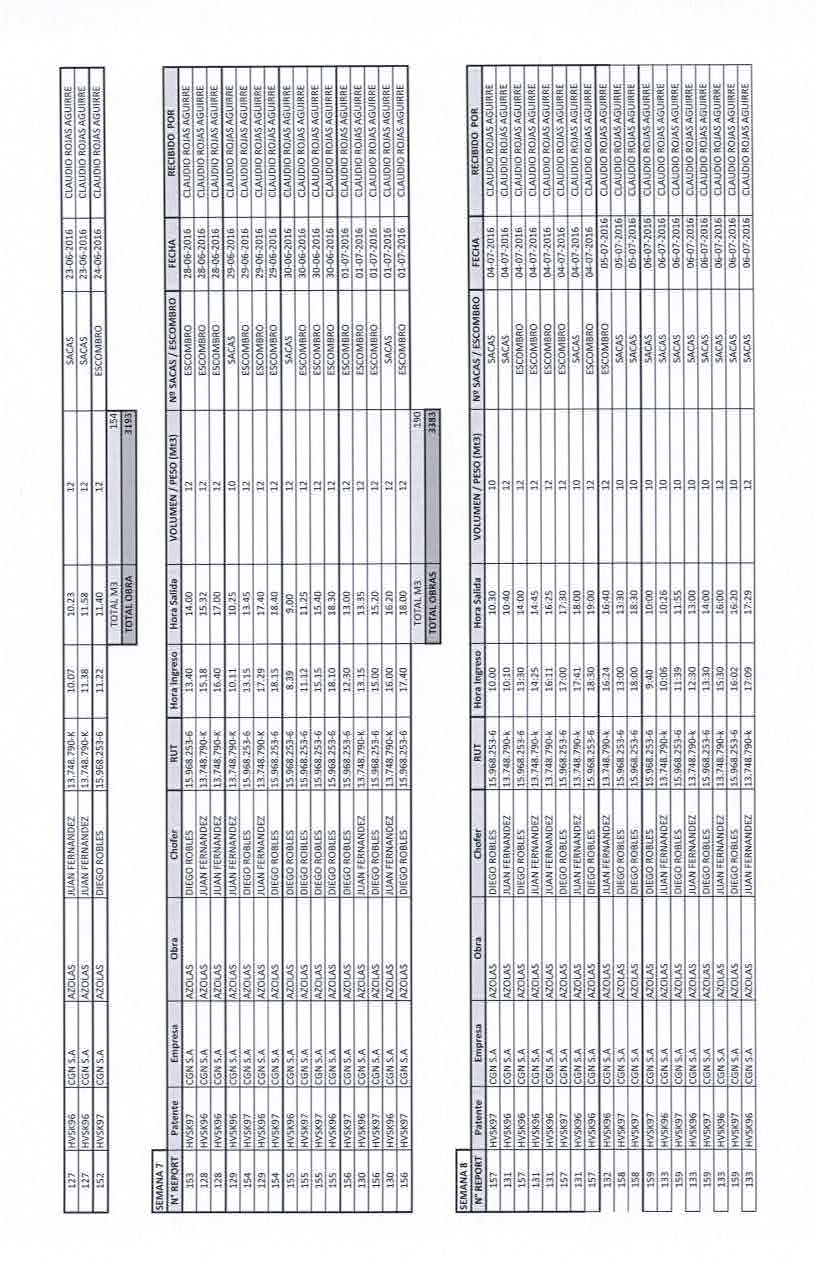 127 HVSK96 CGN S.A AZOLAS JUAN FERNANDEZ 13.748.790-K 10.07 10.23 12 SACAS 23-06-2016 CLAUDIO ROJAS AGUIRRE
127 HVSK96 CGN S.A AZOLAS JUAN FERNANDEZ 13.748.790-K 11.38 11.58 12 SACAS 23-06-2016 CLAUDIO ROJAS AGUIRRE
152 HVSK97 CGN S.A AZOLAS DIEGO ROBLES 15.968.253-6 11.22 11.40 12 ESCOMBRO 24-06-2016 CLAUDIO ROJAS AGUIRRE
TOTAL M3 154
TOTAL OBRA 3193
SEMANA 7
N° REPORT Patente Empresa Obra Chofer RUT Hora Ingreso Hora Salida VOLUMEN / PESO (Mt3) Nº SACAS / ESCOMBRO FECHA RECIBIDO POR
153 HVSK97 CGN S.A AZOLAS DIEGO ROBLES 15.968.253-6 13.40 14.00 12 ESCOMBRO 28-06-2016 CLAUDIO ROJAS AGUIRRE
128 HVSK96 CGN S.A AZOLAS JUAN FERNANDEZ 13.748.790-K 15.18 15.32 12 ESCOMBRO 28-06-2016 CLAUDIO ROJAS AGUIRRE
128 HVSK96 CGN S.A AZOLAS JUAN FERNANDEZ 13.748.790-K 16.40 17.00 12 ESCOMBRO 28-06-2016 CLAUDIO ROJAS AGUIRRE
129 HVSK96 CGN S.A AZOLAS JUAN FERNANDEZ 13.748.790-K 10.11 10.25 10 SACAS 29-06-2016 CLAUDIO ROJAS AGUIRRE
154 HVSK97 CGN S.A AZOLAS DIEGO ROBLES 15.968.253-6 13.15 13.45 12 ESCOMBRO 29-06-2016 CLAUDIO ROJAS AGUIRRE
129 HVSK96 CGN S.A AZOLAS JUAN FERNANDEZ 13.748.790-K 17.29 17.40 12 ESCOMBRO 29-06-2016 CLAUDIO ROJAS AGUIRRE
154 HVSK97 CGN S.A AZOLAS DIEGO ROBLES 15.968.253-6 18.15 18.40 12 ESCOMBRO 29-06-2016 CLAUDIO ROJAS AGUIRRE
155 HVSK97 CGN S.A AZOLAS DIEGO ROBLES 15.968.253-6 8.39 9.00 12 SACAS 30-06-2016 CLAUDIO ROJAS AGUIRRE
155 HVSK97 CGN S.A AZOLAS DIEGO ROBLES 15.968.253-6 11.12 11.25 12 ESCOMBRO 30-06-2016 CLAUDIO ROJAS AGUIRRE
155 HVSK97 CGN S.A AZOLAS DIEGO ROBLES 15.968.253-6 15.15 15.40 12 ESCOMBRO 30-06-2016 CLAUDIO ROJAS AGUIRRE
155 HVSK97 CGN S.A AZOLAS DIEGO ROBLES 15.968.253-6 18.10 18.30 12 ESCOMBRO 30-06-2016 CLAUDIO ROJAS AGUIRRE
156 HVSK97 CGN S.A AZOLAS DIEGO ROBLES 15.968.253-6 12.30 13.00 12 ESCOMBRO 01-07-2016 CLAUDIO ROJAS AGUIRRE
130 HVSK96 CGN S.A AZOLAS JUAN FERNANDEZ 13.748.790-K 13.15 13.35 12 ESCOMBRO 01-07-2016 CLAUDIO ROJAS AGUIRRE
156 HVSK97 CGN S.A AZOLAS DIEGO ROBLES 15.968.253-6 15.00 15.20 12 ESCOMBRO 01-07-2016 CLAUDIO ROJAS AGUIRRE
130 HVSK96 CGN S.A AZOLAS JUAN FERNANDEZ 13.748.790-K 16.00 16.20 12 SACAS 01-07-2016 CLAUDIO ROJAS AGUIRRE
156 HVSK97 CGN S.A AZOLAS DIEGO ROBLES 15.968.253-6 17.40 18.00 12 ESCOMBRO 01-07-2016 CLAUDIO ROJAS AGUIRRE
TOTAL M3 190
TOTAL OBRAS 3383
SEMANA 8
N° REPORT Patente Empresa Obra Chofer RUT Hora Ingreso Hora Salida VOLUMEN / PESO (Mt3) Nº SACAS / ESCOMBRO FECHA RECIBIDO POR
157 HVSK97 CGN S.A AZOLAS DIEGO ROBLES 15.968.253-6 10.00 10.30 10 SACAS 04-07-2016 CLAUDIO ROJAS AGUIRRE
131 HVSK96 CGN S.A AZOLAS JUAN FERNANDEZ 13.748.790-k 10:10 10:40 12 SACAS 04-07-2016 CLAUDIO ROJAS AGUIRRE
157 HVSK97 CGN S.A AZOLAS DIEGO ROBLES 15.968.253-6 13:30 14:00 12 ESCOMBRO 04-07-2016 CLAUDIO ROJAS AGUIRRE
131 HVSK96 CGN S.A AZOLAS JUAN FERNANDEZ 13.748.790-k 14:25 14:45 12 ESCOMBRO 04-07-2016 CLAUDIO ROJAS AGUIRRE
131 HVSK96 CGN S.A AZOLAS JUAN FERNANDEZ 13.748.790-k 16:11 16:25 12 ESCOMBRO 04-07-2016 CLAUDIO ROJAS AGUIRRE
157 HVSK97 CGN S.A AZOLAS DIEGO ROBLES 15.968.253-6 17:00 17:30 12 ESCOMBRO 04-07-2016 CLAUDIO ROJAS AGUIRRE
131 HVSK96 CGN S.A AZOLAS JUAN FERNANDEZ 13.748.790-k 17:41 18:00 10 SACAS 04-07-2016 CLAUDIO ROJAS AGUIRRE
157 HVSK97 CGN S.A AZOLAS DIEGO ROBLES 15.968.253-6 18:30 19:00 12 ESCOMBRO 04-07-2016 CLAUDIO ROJAS AGUIRRE
132 HVSK96 CGN S.A AZOLAS JUAN FERNANDEZ 13.748.790-k 16:24 16:40 12 ESCOMBRO 05-07-2016 CLAUDIO ROJAS AGUIRRE
158 HVSK97 CGN S.A AZOLAS DIEGO ROBLES 15.968.253-6 13:00 13:30 10 SACAS 05-07-2016 CLAUDIO ROJAS AGUIRRE
158 HVSK97 CGN S.A AZOLAS DIEGO ROBLES 15.968.253-6 18:00 18:30 10 SACAS 05-07-2016 CLAUDIO ROJAS AGUIRRE
159 HVSK97 CGN S.A AZOLAS DIEGO ROBLES 15.968.253-6 9:40 10:00 10 SACAS 06-07-2016 CLAUDIO ROJAS AGUIRRE
133 HVSK96 CGN S.A AZOLAS JUAN FERNANDEZ 13.748.790-k 10:06 10:26 10 SACAS 06-07-2016 CLAUDIO ROJAS AGUIRRE
159 HVSK97 CGN S.A AZOLAS DIEGO ROBLES 15.968.253-6 11:39 11:55 10 SACAS 06-07-2016 CLAUDIO ROJAS AGUIRRE
133 HVSK96 CGN S.A AZOLAS JUAN FERNANDEZ 13.748.790-k 12:30 13:00 10 SACAS 06-07-2016 CLAUDIO ROJAS AGUIRRE
159 HVSK97 CGN S.A AZOLAS DIEGO ROBLES 15.968.253-6 13.30 14:00 10 SACAS 06-07-2016 CLAUDIO ROJAS AGUIRRE
133 HVSK96 CGN S.A AZOLAS JUAN FERNANDEZ 13.748.790-k 15:30 16:00 12 SACAS 06-07-2016 CLAUDIO ROJAS AGUIRRE
159 HVSK97 CGN S.A AZOLAS DIEGO ROBLES 15.968.253-6 16:02 16:20 10 SACAS 06-07-2016 CLAUDIO ROJAS AGUIRRE
133 HVSK96 CGN S.A AZOLAS JUAN FERNANDEZ 13.748.790-k 17:09 17:29 12 SACAS 06-07-2016 CLAUDIO ROJAS AGUIRRE